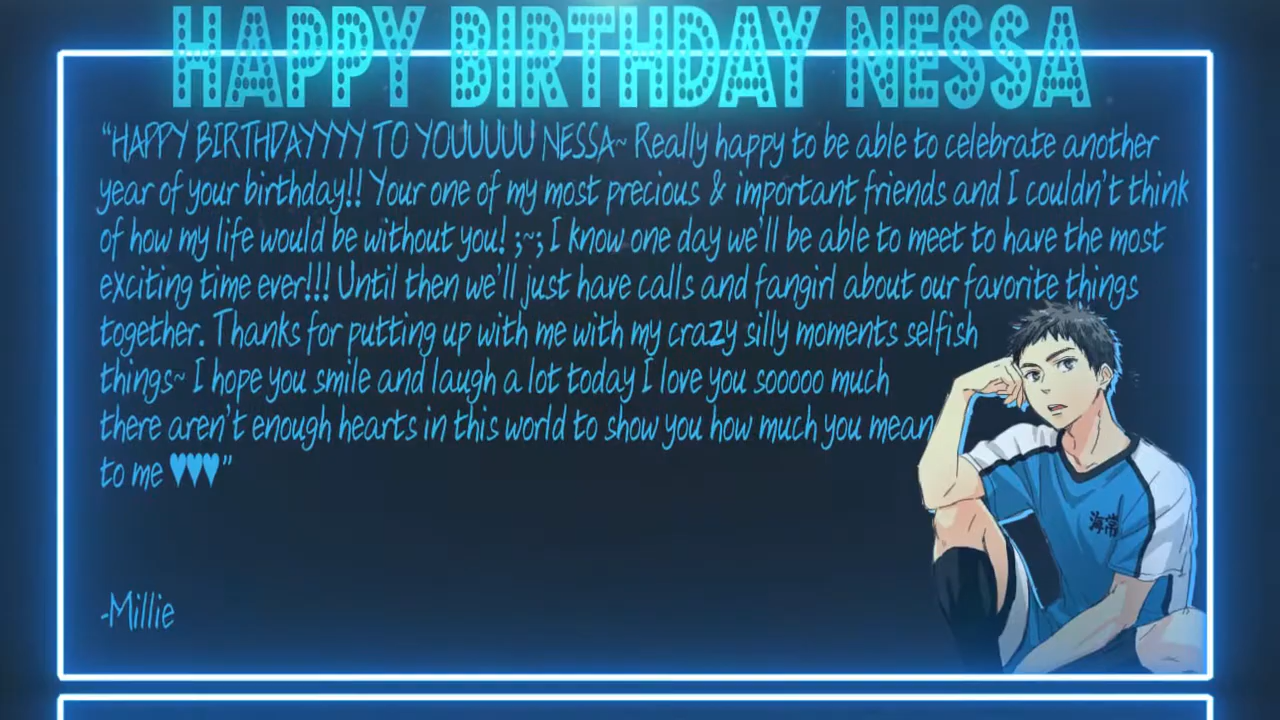 HAPPY BIRTHDAY NESSA
“HAPPY BIRTHDAYYYY TO YOUUUUU NESSA~ Really happy to be able to celebrate another
year of your birthday!! Your one of my most precious & important friends and I couldn't think
of how my life would be without you! ;~; I know one day we'll be able to meet to have the most
exciting time ever!!! Until then we'll just have calls and fangirl about our favorite things
together. Thanks for putting up with me with my crazy silly moments selfish
things~ I hope you smile and laugh a lot today I love you sooooo much
there aren't enough hearts in this world to show you how much you mean
to me ♥♥♥”
海常
-Millie